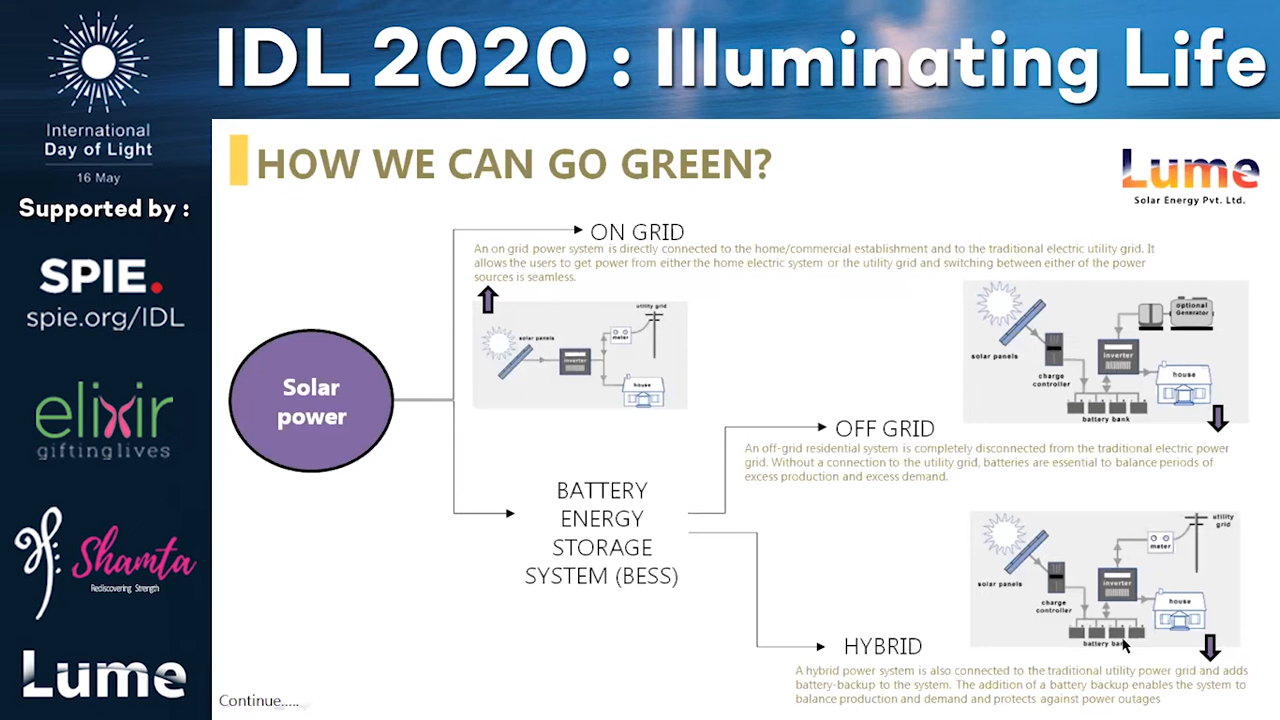 IDL 2020 : Illuminating Life
International
Day of Light
16 May
Supported by :
SPIE.
spie.org/IDL
elixir
giftinglives
Shamta
Rediscovering Strength
Lume
HOW WE CAN GO GREEN?
Lume
Solar Energy Pvt. Ltd.
Solar
power
ON GRID
An on grid power system is directly connected to the home/commercial establishment and to the traditional electric utility grid. It
allows the users to get power from either the home electric system or the utility grid and switching between either of the power
sources is seamless.
utility grid
meter
solar panels
inverter
house
optional
Generator
solar panels
inverter
charge
controller
house
battery bank
OFF GRID
An off-grid residential system is completely disconnected from the traditional electric power
grid. Without a connection to the utility grid, batteries are essential to balance periods of
excess production and excess demand.
BATTERY
ENERGY
STORAGE
SYSTEM (BESS)
utility
grid
meter
solar panels
inverter
charge
controller
house
battery
HYBRID
A hybrid power system is also connected to the traditional utility power grid and adds
battery-backup to the system. The addition of a battery backup enables the system to
balance production and demand and protects against power outages
Continue.....